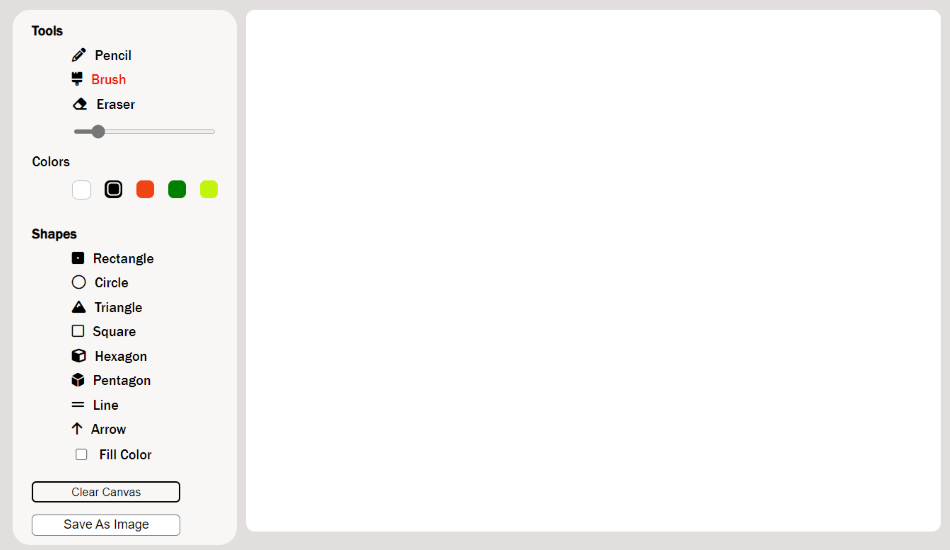 Tools
Pencil
Brush
Eraser
Colors
Shapes
Rectangle
Circle
Triangle
Square
Hexagon
Pentagon
Line
Arrow
Fill Color
Clear Canvas
Save As Image